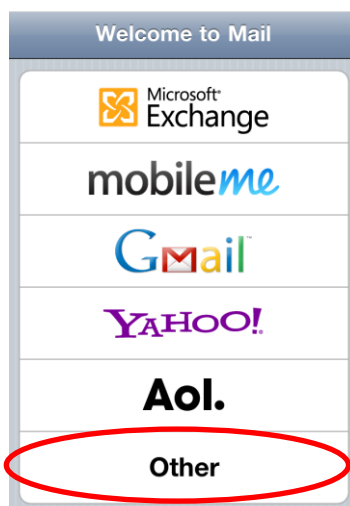 Welcome to Mail
Microsoft
Exchange
mobileme
Gmail
YAHOO!
Aol.
Other